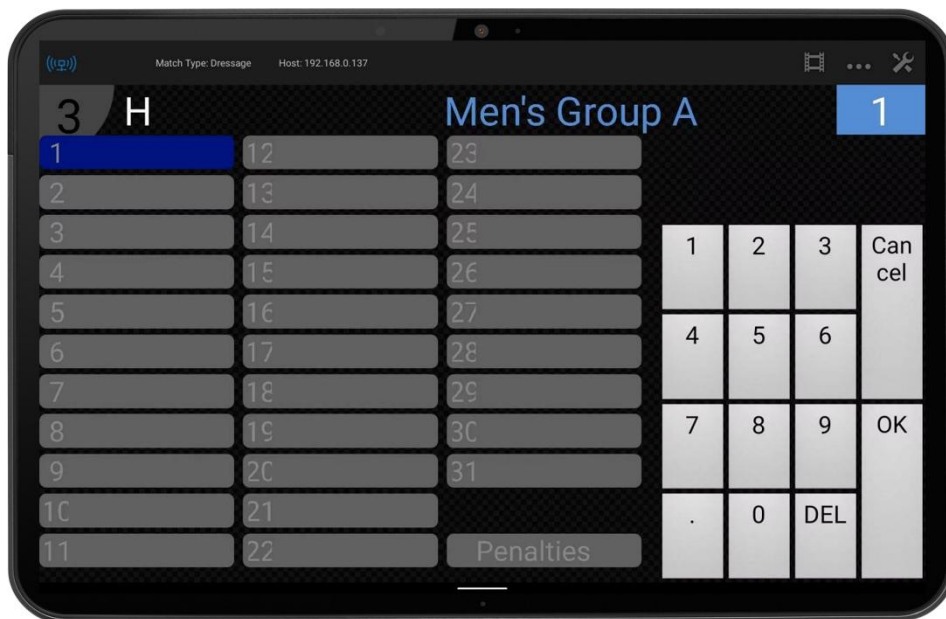 Match Type: Dressage Host: 192.168.0.137
3 H Men's Group A 1
1 12 23
2 13 24
3 14 25
4 15 26
5 16 27
6 17 28
7 18 29
8 19 30
9 20 31
10 21
11 22 Penalties
1 2 3 Can
cel
4 5 6
7 8 9 OK
. 0 DEL